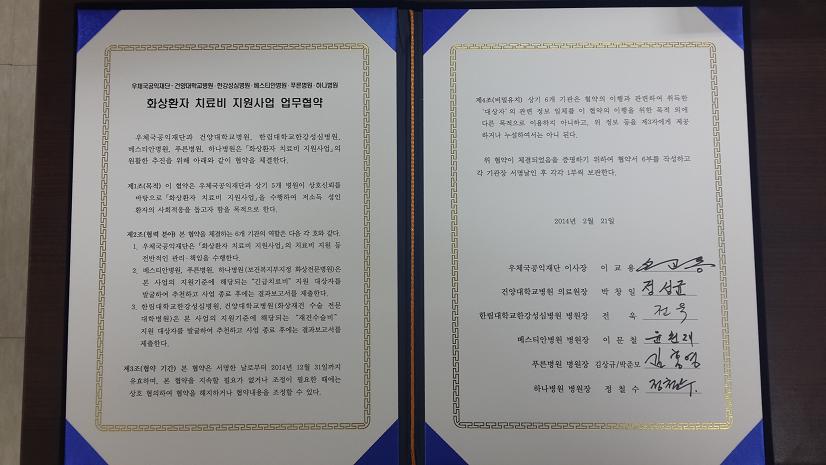 우체국공익재단·건양대학교병원·한강성심병원·베스티안병원·푸른병원·하나병원
화상환자 치료비 지원사업 업무협약
우체국공익재단과 건양대학교병원, 한림대학교한강성심병원,
베스티안병원, 푸른병원, 하나병원은 「화상환자 치료비 지원사업」의
원활한 추진을 위해 아래와 같이 협약을 체결한다.
제1조(목적) 이 협약은 우체국공익재단과 상기 5개 병원이 상호신뢰를
바탕으로 「화상환자 치료비 지원사업」을 수행하여 저소득 성인
환자의 사회적응을 돕고자 함을 목적으로 한다.
제2조(협력 분야) 본 협약을 체결하는 6개 기관의 역할은 다음 각 호와 같다.
1. 우체국공익재단은 「화상환자 치료비 지원사업」의 치료비 지원 등
전반적인 관리·책임을 수행한다.
2. 베스티안병원, 푸른병원, 하나병원(보건복지부지정 화상전문병원)은
본 사업의 지원기준에 해당되는 "긴급치료비" 지원 대상자를
발굴하여 추천하고 사업 종료 후에는 결과보고서를 제출한다.
3. 한림대학교한강성심병원, 건양대학교병원(화상재건 수술 전문
대학병원)은 본 사업의 지원기준에 해당되는 "재건수술비"
지원 대상자를 발굴하여 추천하고 사업 종료 후에는 결과보고서를
제출한다.
제3조(협약 기간) 본 협약은 서명한 날로부터 2014년 12월 31일까지
유효하며, 본 협약을 지속할 필요가 없거나 조정이 필요한 때에는
상호 협의하여 협약을 해지하거나 협약내용을 조정할 수 있다.
제4조(비밀유지) 상기 6개 기관은 협약의 이행과 관련하여 취득한
'대상자'의 관련 정보 일체를 이 협약의 이행을 위한 목적 외에
다른 목적으로 이용하지 아니하고, 위 정보 등을 제3자에게 제공
하거나 누설하여서는 아니 된다.
위 협약이 체결되었음을 증명하기 위하여 협약서 6부를 작성하고
각 기관장 서명날인 후 각각 1부씩 보관한다.
2014년 2월 21일
우체국공익재단 이사장 이 교 용
건양대학교병원 의료원장 박 창 일 정성균
한림대학교한강성심병원 병원장 전 욱 전욱
베스티안병원 병원장 이 문 철
푸른병원 병원장 김상규/박준모
하나병원 병원장 정 철 수 정철수